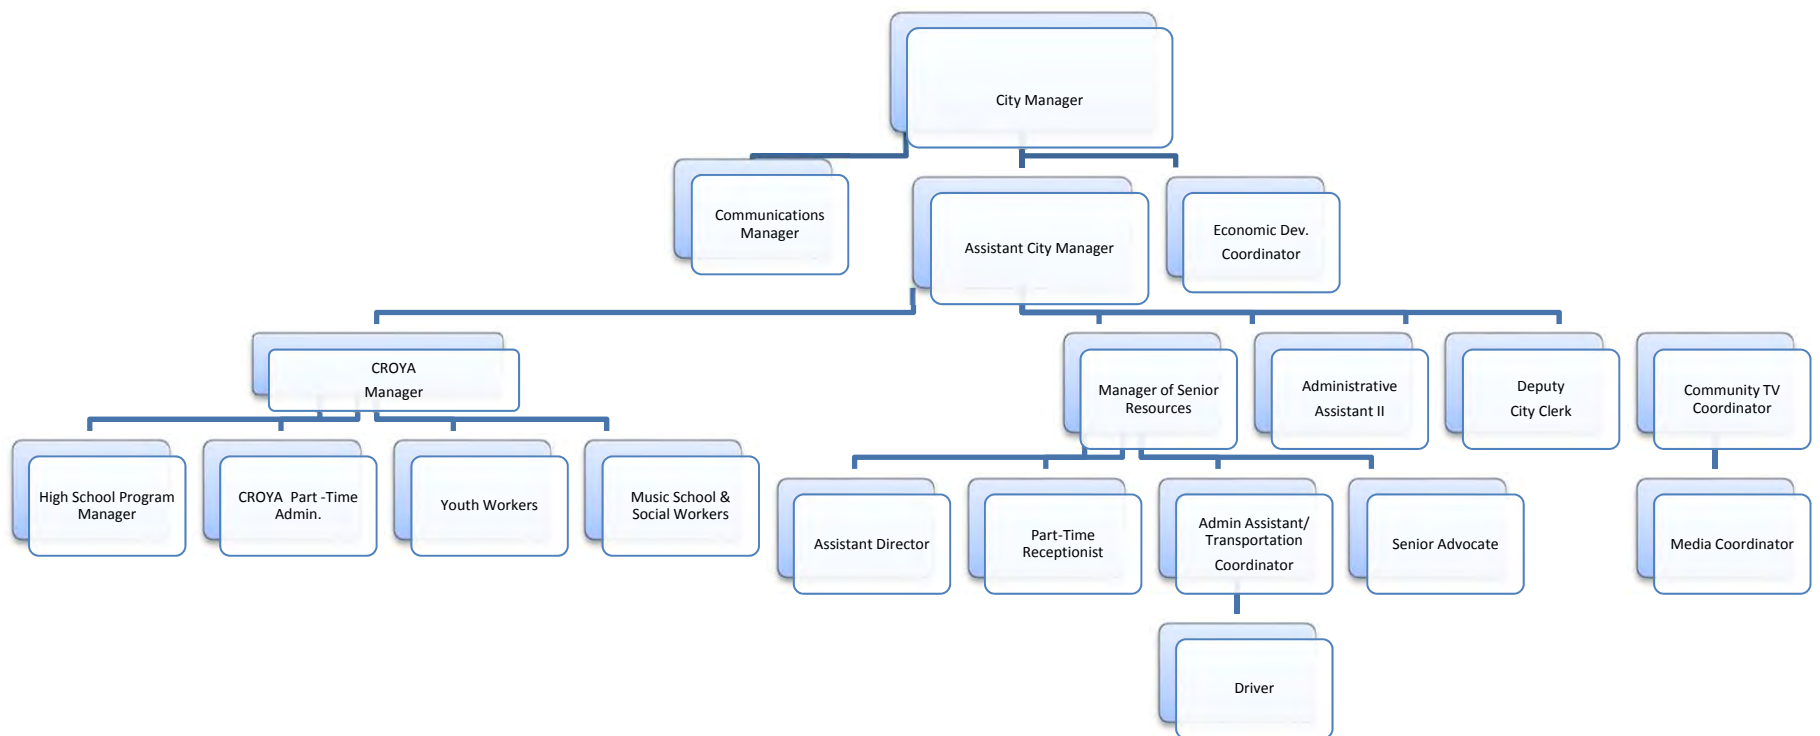 City Manager
Communications
Manager
Assistant City Manager
Economic Dev.
Coordinator
CROYA
Manager
Manager of Senior
Resources
Administrative
Assistant II
Deputy
City Clerk
Community TV
Coordinator
High School Program
Manager
CROYA Part -Time
Admin.
Youth Workers
Music School &
Social Workers
Assistant Director
Part-Time
Receptionist
Admin Assistant/
Transportation
Coordinator
Senior Advocate
Media Coordinator
Driver